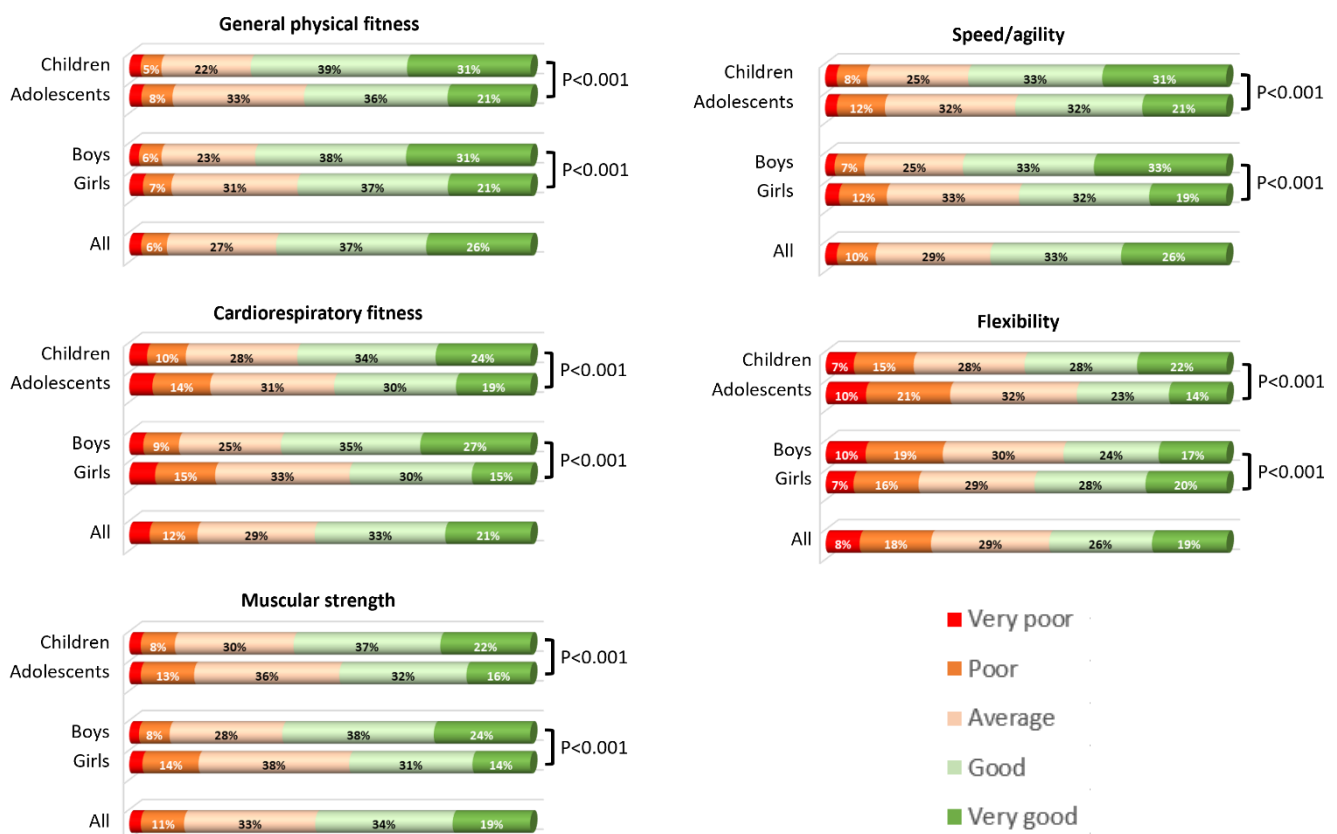 General physical fitness
Children 5% 22% 39% 31%
Adolescents 8% 33% 36% 21%
P<0.001
Boys 6% 23% 38% 31%
Girls 7% 31% 37% 21%
P<0.001
All 6% 27% 37% 26%
Cardiorespiratory fitness
Children 10% 28% 34% 24%
Adolescents 14% 31% 30% 19%
P<0.001
Boys 9% 25% 35% 27%
Girls 15% 33% 30% 15%
P<0.001
All 12% 29% 33% 21%
Muscular strength
Children 8% 30% 37% 22%
Adolescents 13% 36% 32% 16%
P<0.001
Boys 8% 28% 38% 24%
Girls 14% 38% 31% 14%
P<0.001
All 11% 33% 34% 19%
Speed/agility
Children 8% 25% 33% 31%
Adolescents 12% 32% 32% 21%
P<0.001
Boys 7% 25% 33% 33%
Girls 12% 33% 32% 19%
P<0.001
All 10% 29% 33% 26%
Flexibility
Children 7% 15% 28% 28% 22%
Adolescents 10% 21% 32% 23% 14%
P<0.001
Boys 10% 19% 30% 24% 17%
Girls 7% 16% 29% 28% 20%
P<0.001
All 8% 18% 29% 26% 19%
Very poor
Poor
Average
Good
Very good